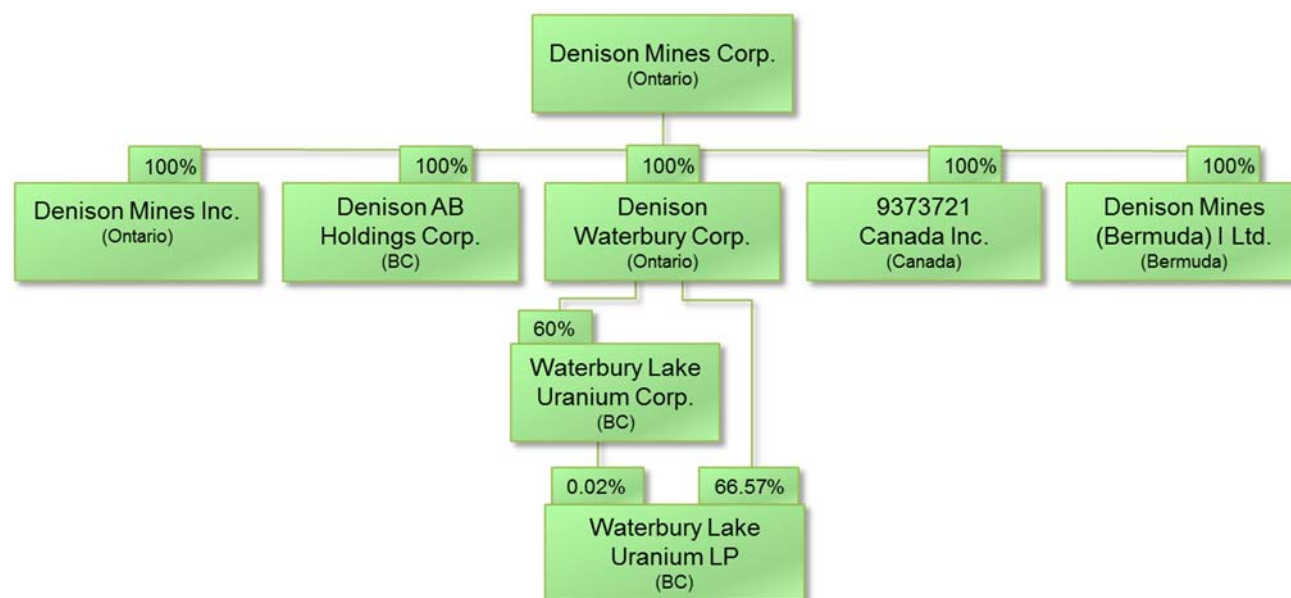 Denison Mines Corp.
(Ontario)
100%
100%
100%
100%
100%
Denison Mines Inc.
(Ontario)
Denison AB
Holdings Corp.
(BC)
Denison
Waterbury Corp.
(Ontario)
9373721
Canada Inc.
(Canada)
Denison Mines
(Bermuda) I Ltd.
(Bermuda)
60%
Waterbury Lake
Uranium Corp.
(BC)
0.02%
66.57%
Waterbury Lake
Uranium LP
(BC)